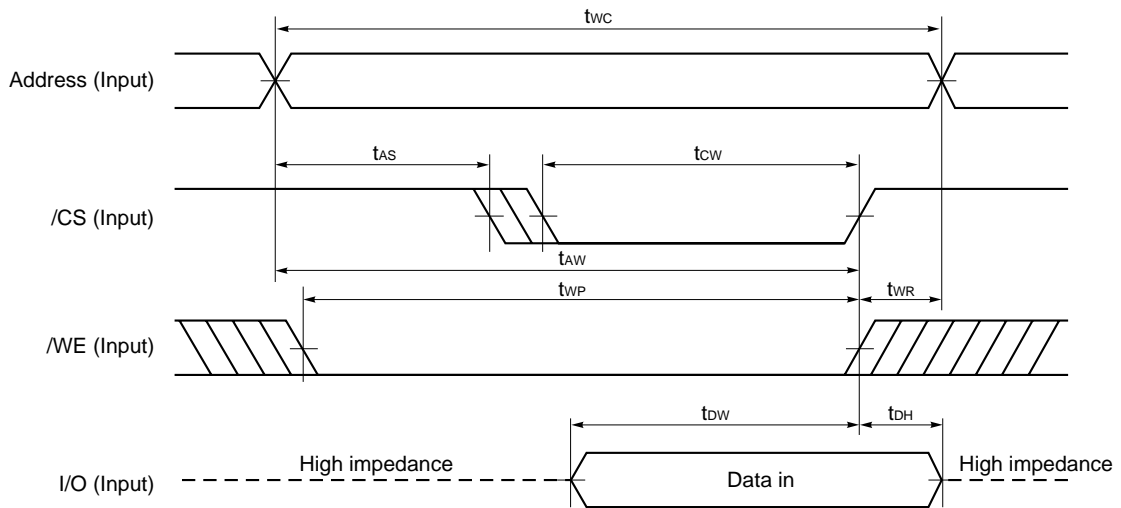 tWC
Address (Input)
tAS
tCW
/CS (Input)
tAW
tWP
tWR
/WE (Input)
tDW
tDH
High impedance
Data in
High impedance
I/O (Input)